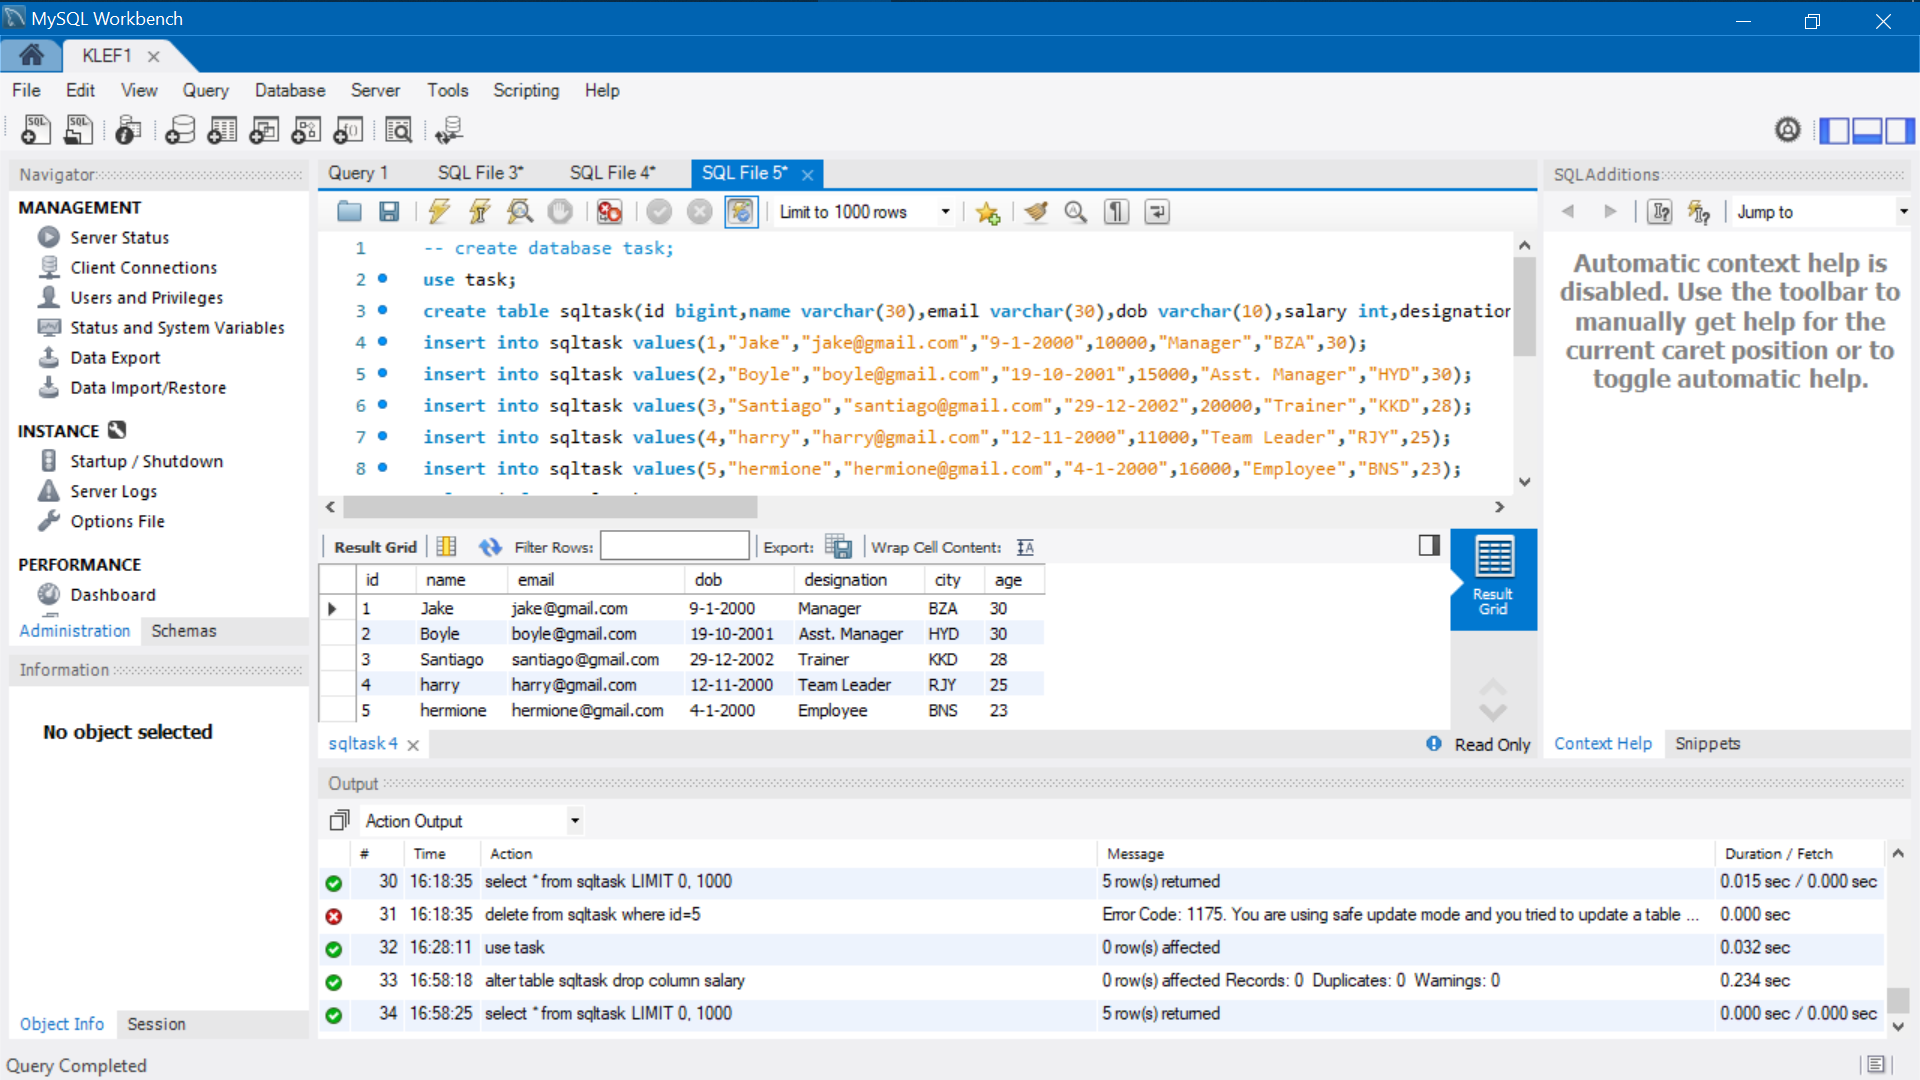 MySQL Workbench
KLEF1
File Edit View Query Database Server Tools Scripting Help
Navigator
MANAGEMENT
Server Status
Client Connections
Users and Privileges
Status and System Variables
Data Export
Data Import/Restore
INSTANCE
Startup / Shutdown
Server Logs
Options File
PERFORMANCE
Dashboard
Administration Schemas
Information
No object selected
Object Info Session
Query Completed
Query 1 SQL File 3* SQL File 4* SQL File 5*
Limit to 1000 rows
1 -- create database task;
2 use task;
3 create table sqltask(id bigint,name varchar(30),email varchar(30),dob varchar(10),salary int,designation
4 insert into sqltask values(1,"Jake","jake@gmail.com","9-1-2000",10000,"Manager","BZA",30);
5 insert into sqltask values(2,"Boyle","boyle@gmail.com","19-10-2001",15000,"Asst. Manager","HYD",30);
6 insert into sqltask values(3,"Santiago","santiago@gmail.com","29-12-2002",20000,"Trainer","KKD",28);
7 insert into sqltask values(4,"harry","harry@gmail.com","12-11-2000",11000,"Team Leader","RJY",25);
8 insert into sqltask values(5,"hermione","hermione@gmail.com","4-1-2000",16000,"Employee","BNS",23);
Result Grid Filter Rows: Export: Wrap Cell Content:
id name email dob designation city age
1 Jake jake@gmail.com 9-1-2000 Manager BZA 30
2 Boyle boyle@gmail.com 19-10-2001 Asst. Manager HYD 30
3 Santiago santiago@gmail.com 29-12-2002 Trainer KKD 28
4 harry harry@gmail.com 12-11-2000 Team Leader RJY 25
5 hermione hermione@gmail.com 4-1-2000 Employee BNS 23
Result
Grid
sqltask 4
Read Only
SQLAdditions
Jump to
Automatic context help is
disabled. Use the toolbar to
manually get help for the
current caret position or to
toggle automatic help.
Context Help Snippets
Output
Action Output
# Time Action Message Duration / Fetch
30 16:18:35 select * from sqltask LIMIT 0, 1000 5 row(s) returned 0.015 sec / 0.000 sec
31 16:18:35 delete from sqltask where id=5 Error Code: 1175. You are using safe update mode and you tried to update a table ... 0.000 sec
32 16:28:11 use task 0 row(s) affected 0.032 sec
33 16:58:18 alter table sqltask drop column salary 0 row(s) affected Records: 0 Duplicates: 0 Warnings: 0 0.234 sec
34 16:58:25 select * from sqltask LIMIT 0, 1000 5 row(s) returned 0.000 sec / 0.000 sec